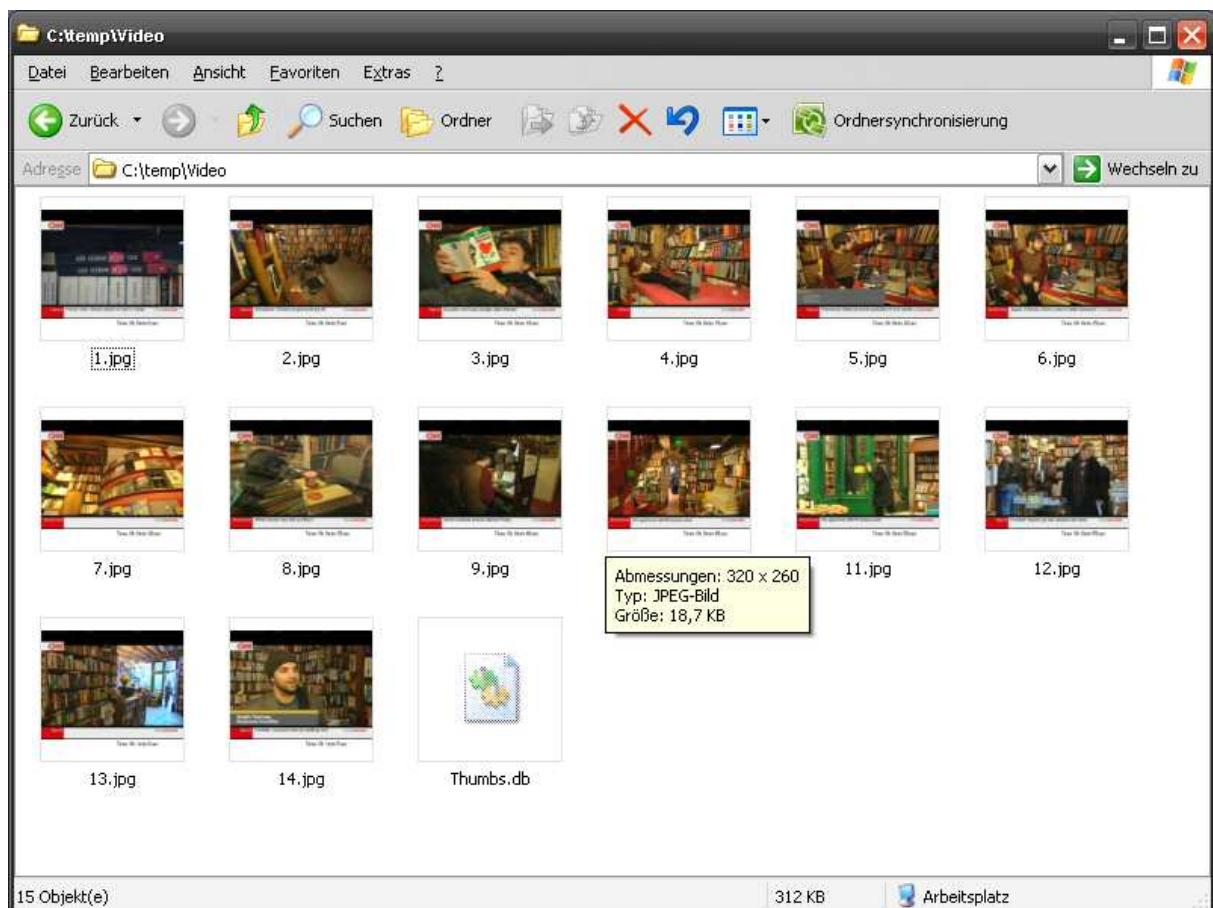 C:\temp\Video
Datei Bearbeiten Ansicht Favoriten Extras ?
Zurück Suchen Ordner Ordnersynchronisierung
Adresse C:\temp\Video Wechseln zu
1.jpg 2.jpg 3.jpg 4.jpg 5.jpg 6.jpg
7.jpg 8.jpg 9.jpg 11.jpg 12.jpg
Abmessungen: 320 x 260
Typ: JPEG-Bild
Größe: 18,7 KB
13.jpg 14.jpg Thumbs.db
15 Objekt(e) 312 KB Arbeitsplatz